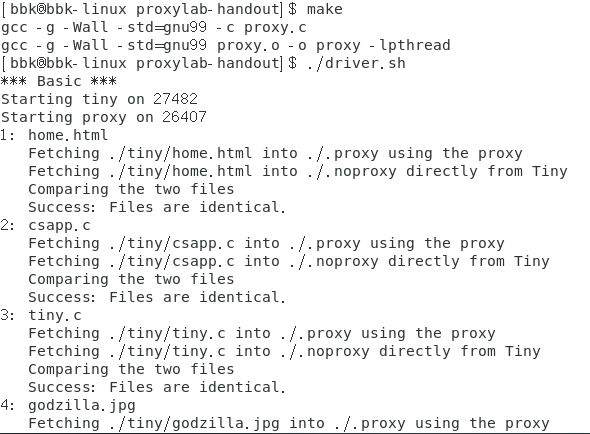 [bbk@bbk-linux proxylab-handout]$ make
gcc -g -Wall -std=gnu99 -c proxy.c
gcc -g -Wall -std=gnu99 proxy.o -o proxy -lpthread
[bbk@bbk-linux proxylab-handout]$ ./driver.sh
*** Basic ***
Starting tiny on 27482
Starting proxy on 26407
1: home.html
   Fetching ./tiny/home.html into ./.proxy using the proxy
   Fetching ./tiny/home.html into ./.noproxy directly from Tiny
   Comparing the two files
   Success: Files are identical.
2: csapp.c
   Fetching ./tiny/csapp.c into ./.proxy using the proxy
   Fetching ./tiny/csapp.c into ./.noproxy directly from Tiny
   Comparing the two files
   Success: Files are identical.
3: tiny.c
   Fetching ./tiny/tiny.c into ./.proxy using the proxy
   Fetching ./tiny/tiny.c into ./.noproxy directly from Tiny
   Comparing the two files
   Success: Files are identical.
4: godzilla.jpg
   Fetching ./tiny/godzilla.jpg into ./.proxy using the proxy